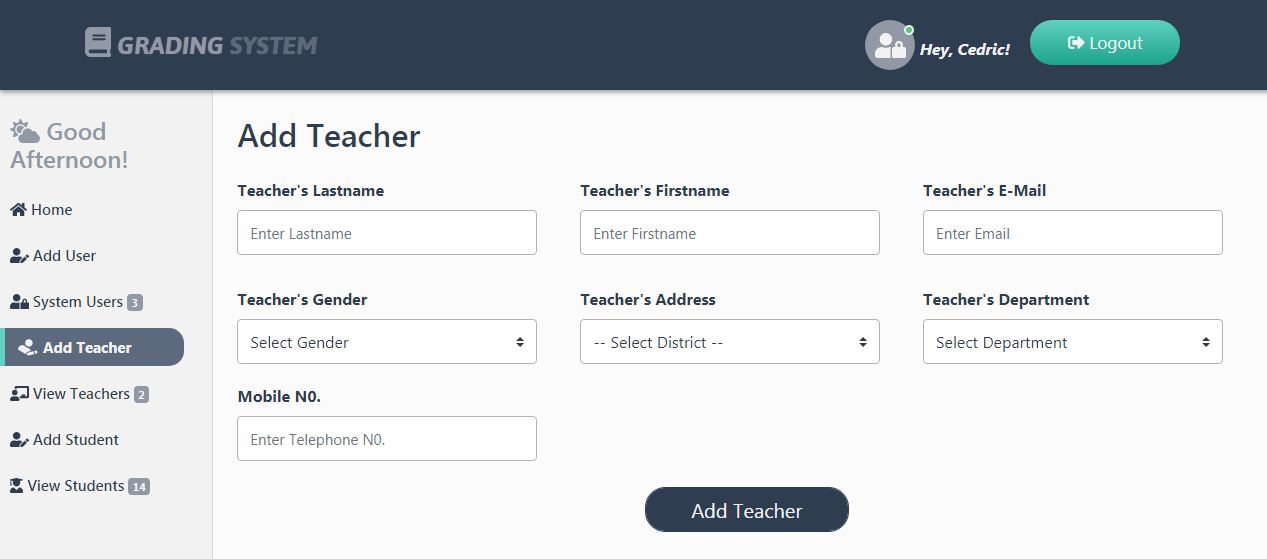 GRADING SYSTEM
Hey, Cedric!
Logout
Good
Afternoon!
Home
Add User
System Users 3
Add Teacher
View Teachers 2
Add Student
View Students 14
Add Teacher
Teacher's Lastname
Teacher's Firstname
Teacher's E-Mail
Enter Lastname
Enter Firstname
Enter Email
Teacher's Gender
Teacher's Address
Teacher's Department
Select Gender
-- Select District --
Select Department
Mobile N0.
Enter Telephone N0.
Add Teacher